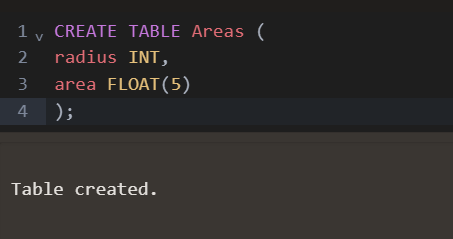 1 v CREATE TABLE Areas (
2 radius INT,
3 area FLOAT(5)
4 );
Table created.